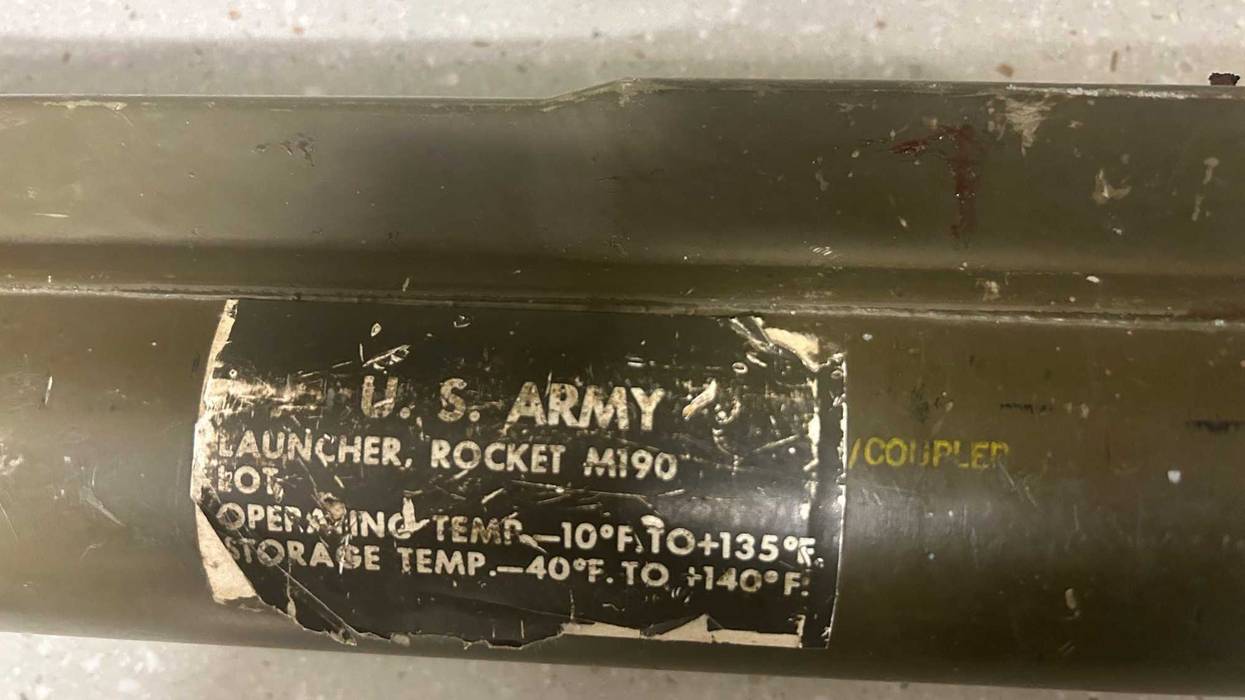 U. S. ARMY
LAUNCHER, ROCKET M190
LOT
/COUPLER
OPERATING TEMP.—10°F. TO+135°F.
STORAGE TEMP.—40°F. TO +140°F.